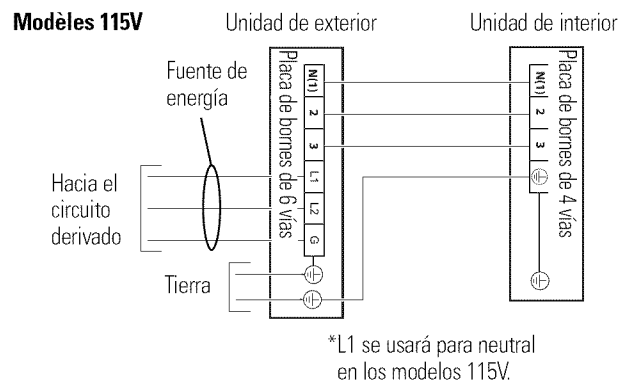 Modèles 115V
Unidad de exterior
Unidad de interior
Fuente de
energía
Placa de bornes de 6 vías
N(1)
2
3
L1
L2
G
Placa de bornes de 4 vías
N(1)
2
3
Hacia el
circuito
derivado
Tierra
*L1 se usará para neutral
en los modelos 115V.